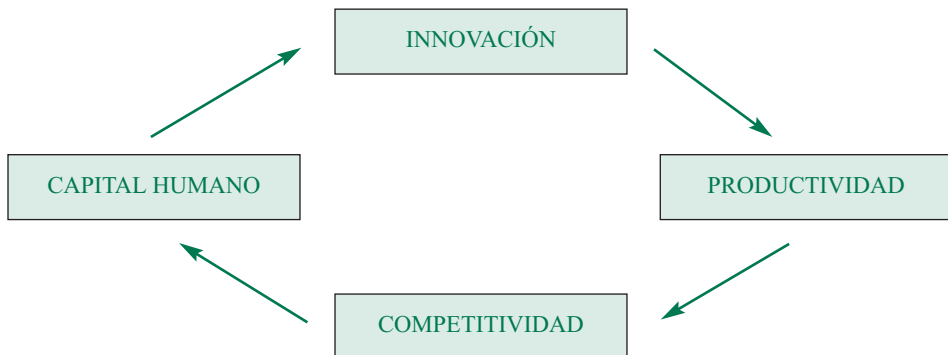 INNOVACIÓN
CAPITAL HUMANO
PRODUCTIVIDAD
COMPETITIVIDAD